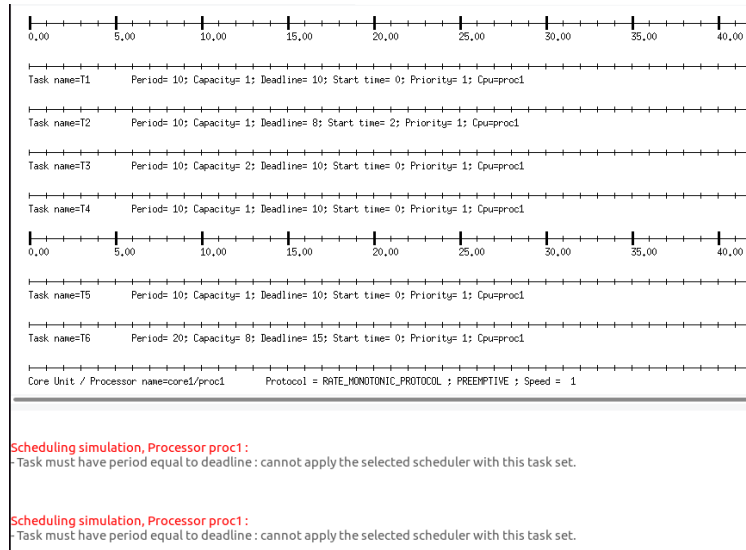 0,00 5,00 10,00 15,00 20,00 25,00 30,00 35,00 40,00
Task name=T1 Period= 10; Capacity= 1; Deadline= 10; Start time= 0; Priority= 1; Cpu=proc1
Task name=T2 Period= 10; Capacity= 1; Deadline= 8; Start time= 2; Priority= 1; Cpu=proc1
Task name=T3 Period= 10; Capacity= 2; Deadline= 10; Start time= 0; Priority= 1; Cpu=proc1
Task name=T4 Period= 10; Capacity= 1; Deadline= 10; Start time= 0; Priority= 1; Cpu=proc1
0,00 5,00 10,00 15,00 20,00 25,00 30,00 35,00 40,00
Task name=T5 Period= 10; Capacity= 1; Deadline= 10; Start time= 0; Priority= 1; Cpu=proc1
Task name=T6 Period= 20; Capacity= 8; Deadline= 15; Start time= 0; Priority= 1; Cpu=proc1
Core Unit / Processor name=core1/proc1 Protocol = RATE_MONOTONIC_PROTOCOL ; PREEMPTIVE ; Speed = 1
Scheduling simulation, Processor proc1 :
- Task must have period equal to deadline : cannot apply the selected scheduler with this task set.
Scheduling simulation, Processor proc1 :
- Task must have period equal to deadline : cannot apply the selected scheduler with this task set.